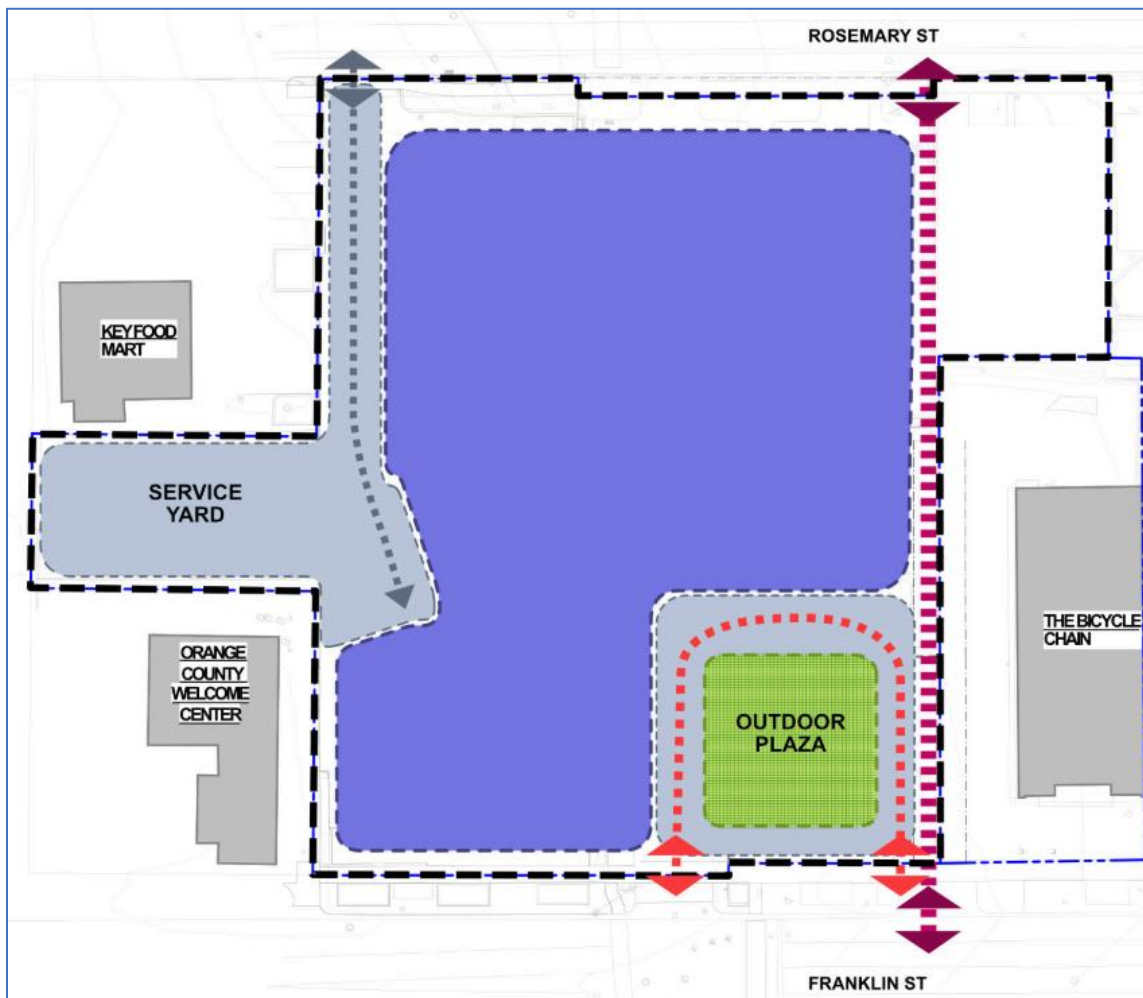 ROSEMARY ST
KEY FOOD
MART
SERVICE
YARD
ORANGE
COUNTY
WELCOME
CENTER
OUTDOOR
PLAZA
THE BICYCLE
CHAIN
FRANKLIN ST